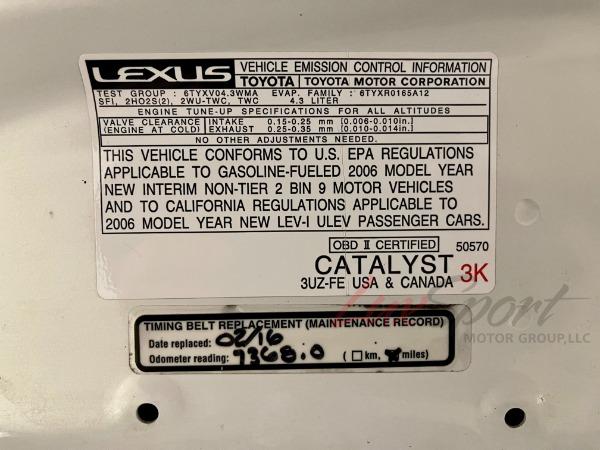 LEXUS VEHICLE EMISSION CONTROL INFORMATION
TOYOTA TOYOTA MOTOR CORPORATION
TEST GROUP : 6TYXV04.3WMA EVAP. FAMILY : 6TYXR0165A12
SFI, 2HO2S(2), 2WU-TWC, TWC 4.3 LITER
ENGINE TUNE-UP SPECIFICATIONS FOR ALL ALTITUDES
VALVE CLEARANCE INTAKE 0.15-0.25 mm [0.006-0.010in.]
(ENGINE AT COLD) EXHAUST 0.25-0.35 mm [0.010-0.014in.]
NO OTHER ADJUSTMENTS NEEDED.
THIS VEHICLE CONFORMS TO U.S. EPA REGULATIONS
APPLICABLE TO GASOLINE-FUELED 2006 MODEL YEAR
NEW INTERIM NON-TIER 2 BIN 9 MOTOR VEHICLES
AND TO CALIFORNIA REGULATIONS APPLICABLE TO
2006 MODEL YEAR NEW LEV-I ULEV PASSENGER CARS.
OBD II CERTIFIED 50570
CATALYST 3K
3UZ-FE USA & CANADA
LuxSport
MOTOR GROUP,LLC
TIMING BELT REPLACEMENT (MAINTENANCE RECORD)
Date replaced: 02/16
Odometer reading: 7368.0 ( km, miles)